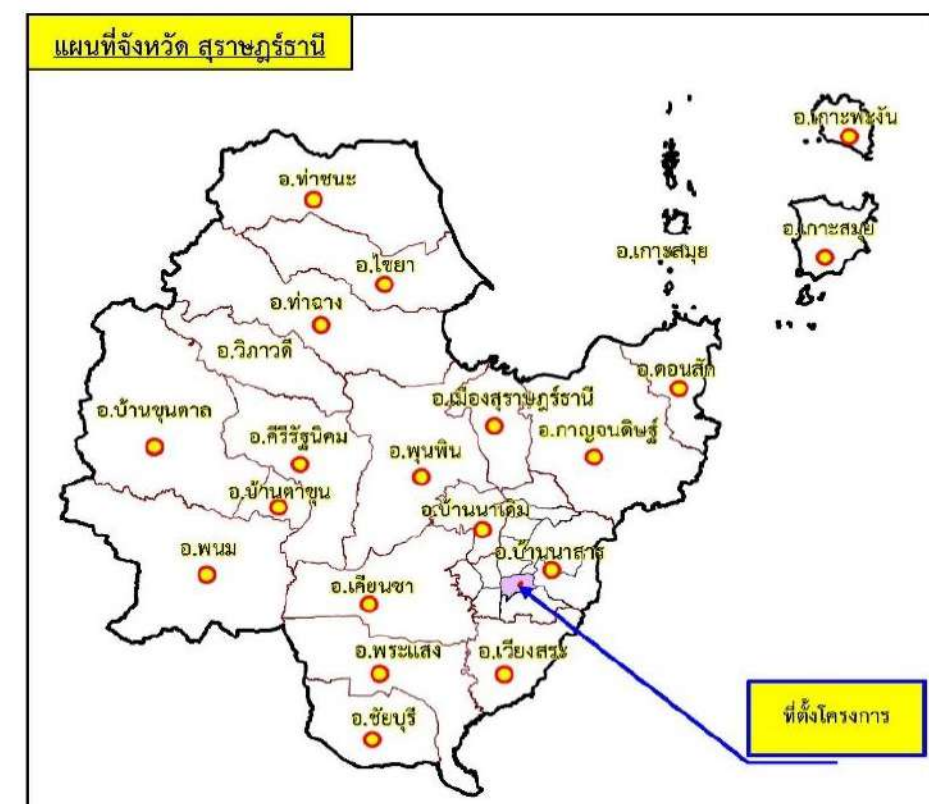 แผนที่จังหวัด สุราษฎร์ธานี
อ.เกาะพะงัน
อ.ท่าชนะ
อ.เกาะสมุย
อ.เกาะสมุย
อ.ไชยา
อ.ท่าฉาง
อ.วิภาวดี
อ.ดอนสัก
อ.เมืองสุราษฎร์ธานี
อ.บ้านขุนตาล
อ.คีรีรัฐนิคม
อ.กาญจนดิษฐ์
อ.พุนพิน
อ.บ้านตาขุน
อ.บ้านนาเดิม
อ.พนม
อ.บ้านนาสาร
อ.เคียนซา
อ.พระแสง
อ.เวียงสระ
อ.ชัยบุรี
ที่ตั้งโครงการ